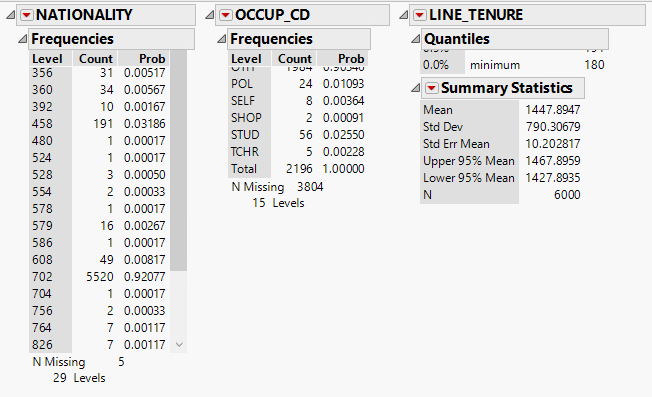 NATIONALITY
Frequencies
Level Count Prob
356 31 0.00517
360 34 0.00567
392 10 0.00167
458 191 0.03186
480 1 0.00017
524 1 0.00017
528 3 0.00050
554 2 0.00033
578 1 0.00017
579 16 0.00267
586 1 0.00017
608 49 0.00817
702 5520 0.92077
704 1 0.00017
756 2 0.00033
764 7 0.00117
826 7 0.00117
N Missing 5
29 Levels
OCCUP_CD
Frequencies
Level Count Prob
POL 24 0.01093
SELF 8 0.00364
SHOP 2 0.00091
STUD 56 0.02550
TCHR 5 0.00228
Total 2196 1.00000
N Missing 3804
15 Levels
LINE_TENURE
Quantiles
0.0% minimum 180
Summary Statistics
Mean 1447.8947
Std Dev 790.30679
Std Err Mean 10.202817
Upper 95% Mean 1467.8959
Lower 95% Mean 1427.8935
N 6000